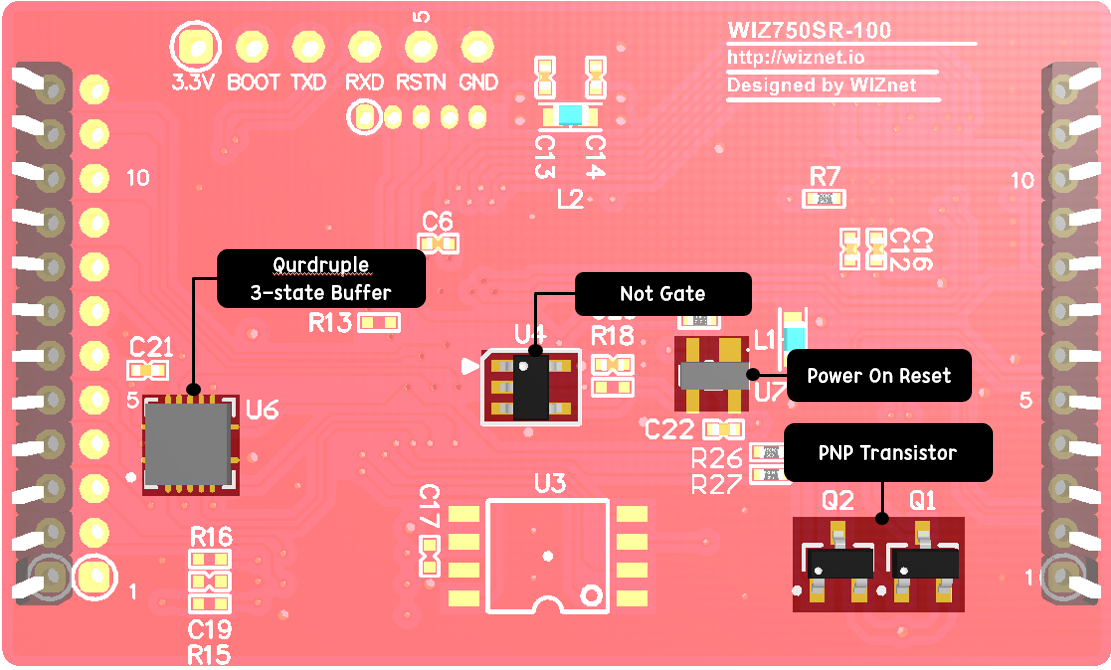 5
WIZ750SR-100
http://wiznet.io
Designed by WIZnet
3.3V BOOT TXD RXD RSTN GND
C13
C14
L2
10
R7
10
C6
C12
C16
Qurdruple
3-state Buffer
Not Gate
R13
U4
R18
L1
C21
Power On Reset
U7
5
U6
5
C22
PNP Transistor
R26
R27
U3
C17
Q2
Q1
R16
1
1
C19
R15